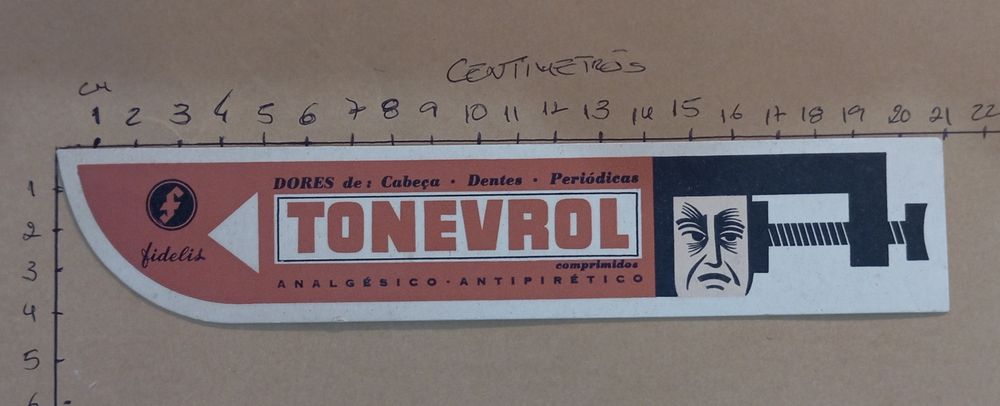 CENTIMETROS
CM
1 2 3 4 5 6 7 8 9 10 11 12 13 14 15 16 17 18 19 20 21 22
1
2
3
4
5
6
DORES de: Cabeça · Dentes · Periódicas
TONEVROL
comprimidos
ANALGÉSICO · ANTIPIRÉTICO
f
fidelis